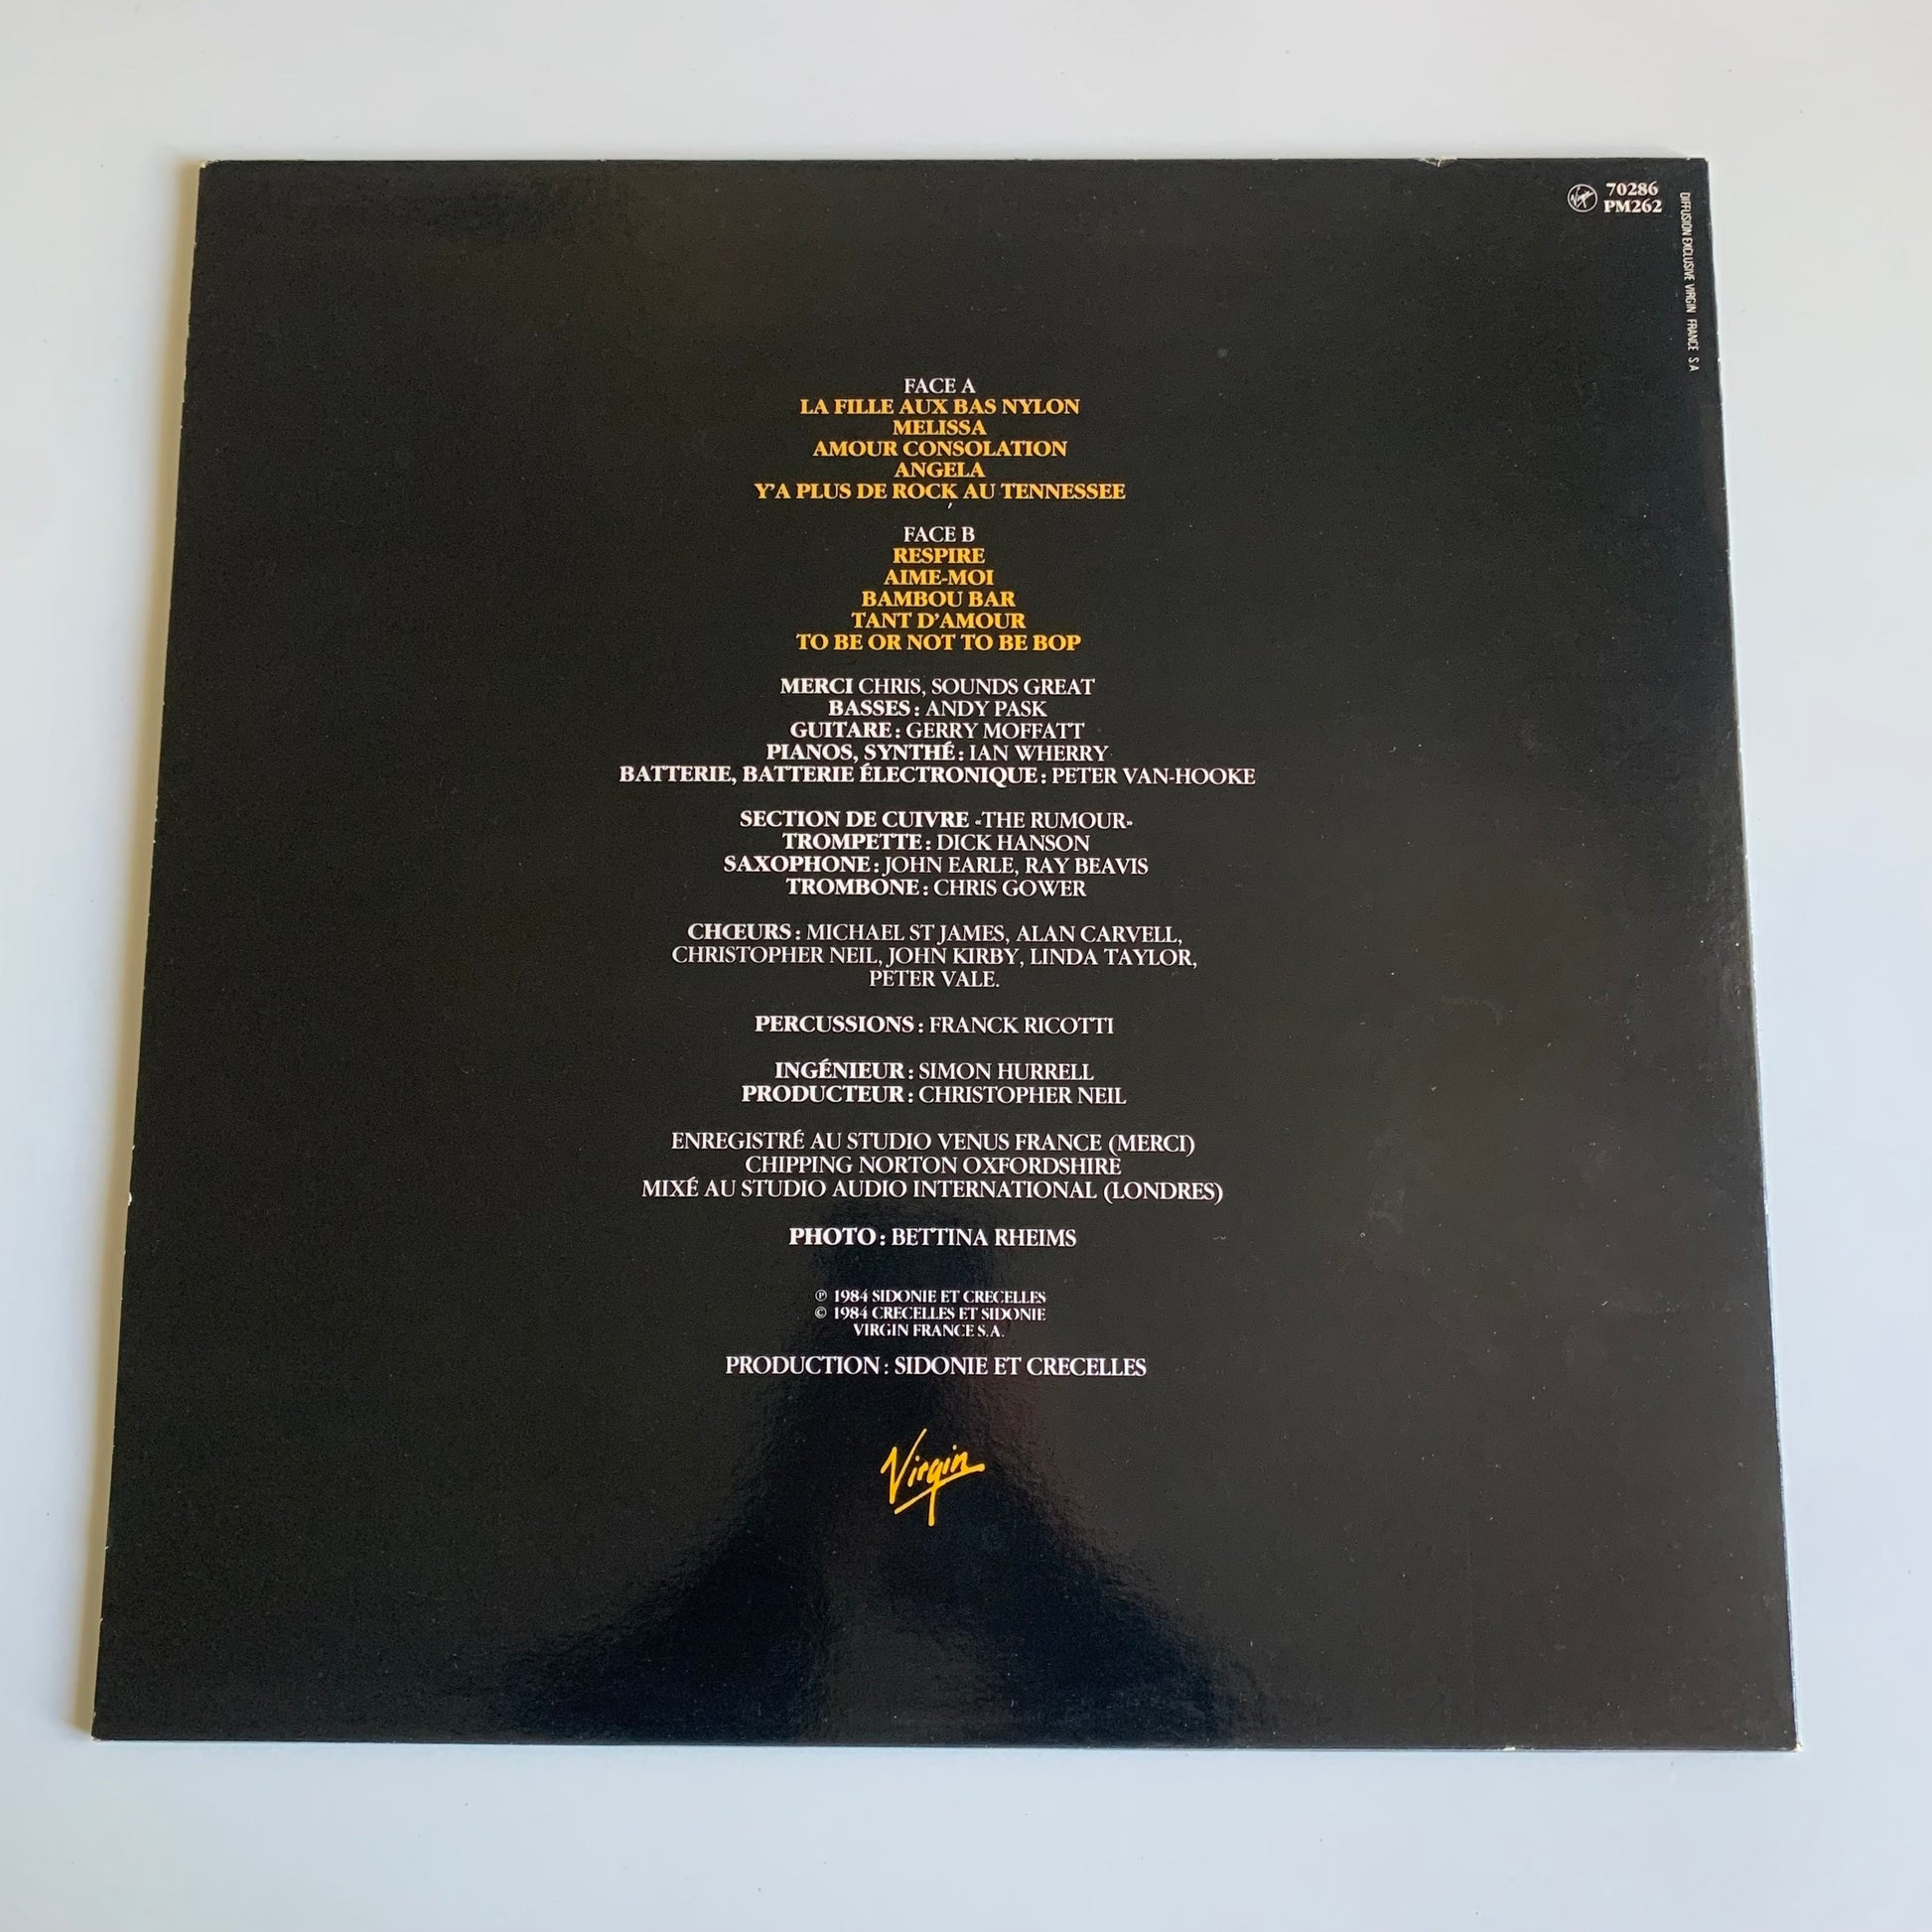 70286
PM262
DIFFUSION EXCLUSIVE VIRGIN FRANCE S.A
FACE A
LA FILLE AUX BAS NYLON
MELISSA
AMOUR CONSOLATION
ANGELA
Y'A PLUS DE ROCK AU TENNESSEE
FACE B
RESPIRE
AIME-MOI
BAMBOU BAR
TANT D'AMOUR
TO BE OR NOT TO BE BOP
MERCI CHRIS, SOUNDS GREAT
BASSES : ANDY PASK
GUITARE : GERRY MOFFATT
PIANOS, SYNTHÉ : IAN WHERRY
BATTERIE, BATTERIE ÉLECTRONIQUE : PETER VAN-HOOKE
SECTION DE CUIVRE «THE RUMOUR»
TROMPETTE : DICK HANSON
SAXOPHONE : JOHN EARLE, RAY BEAVIS
TROMBONE : CHRIS GOWER
CHŒURS : MICHAEL ST JAMES, ALAN CARVELL,
CHRISTOPHER NEIL, JOHN KIRBY, LINDA TAYLOR,
PETER VALE.
PERCUSSIONS : FRANCK RICOTTI
INGÉNIEUR : SIMON HURRELL
PRODUCTEUR : CHRISTOPHER NEIL
ENREGISTRÉ AU STUDIO VENUS FRANCE (MERCI)
CHIPPING NORTON OXFORDSHIRE
MIXÉ AU STUDIO AUDIO INTERNATIONAL (LONDRES)
PHOTO : BETTINA RHEIMS
℗ 1984 SIDONIE ET CRECELLES
© 1984 CRECELLES ET SIDONIE
VIRGIN FRANCE S.A.
PRODUCTION : SIDONIE ET CRECELLES
Virgin